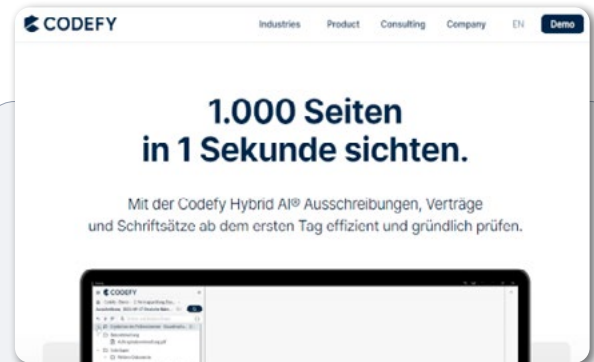 CODEFY
Industries Product Consulting Company EN Demo
1.000 Seiten
in 1 Sekunde sichten.
Mit der Codefy Hybrid AI® Ausschreibungen, Verträge
und Schriftsätze ab dem ersten Tag effizient und gründlich prüfen.
CODEFY